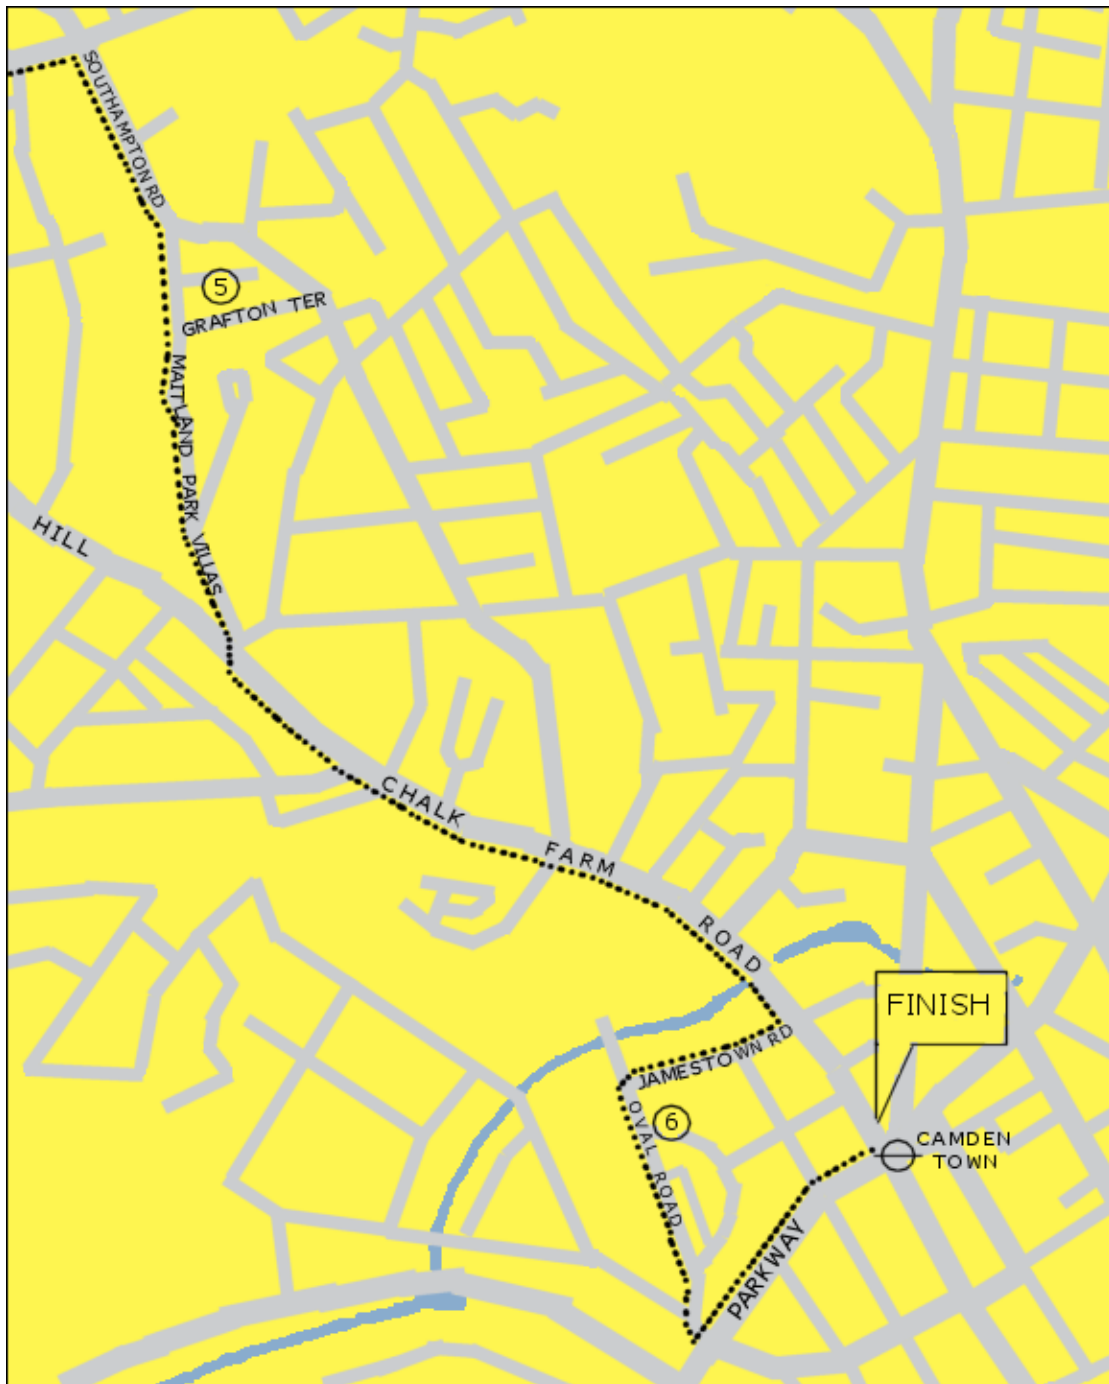 SOUTHAMPTON RD
5
GRAFTON TER
MAITLAND PARK VILLAS
HILL
CHALK
FARM
ROAD
FINISH
JAMESTOWN RD
6
OVAL ROAD
CAMDEN
TOWN
PARKWAY